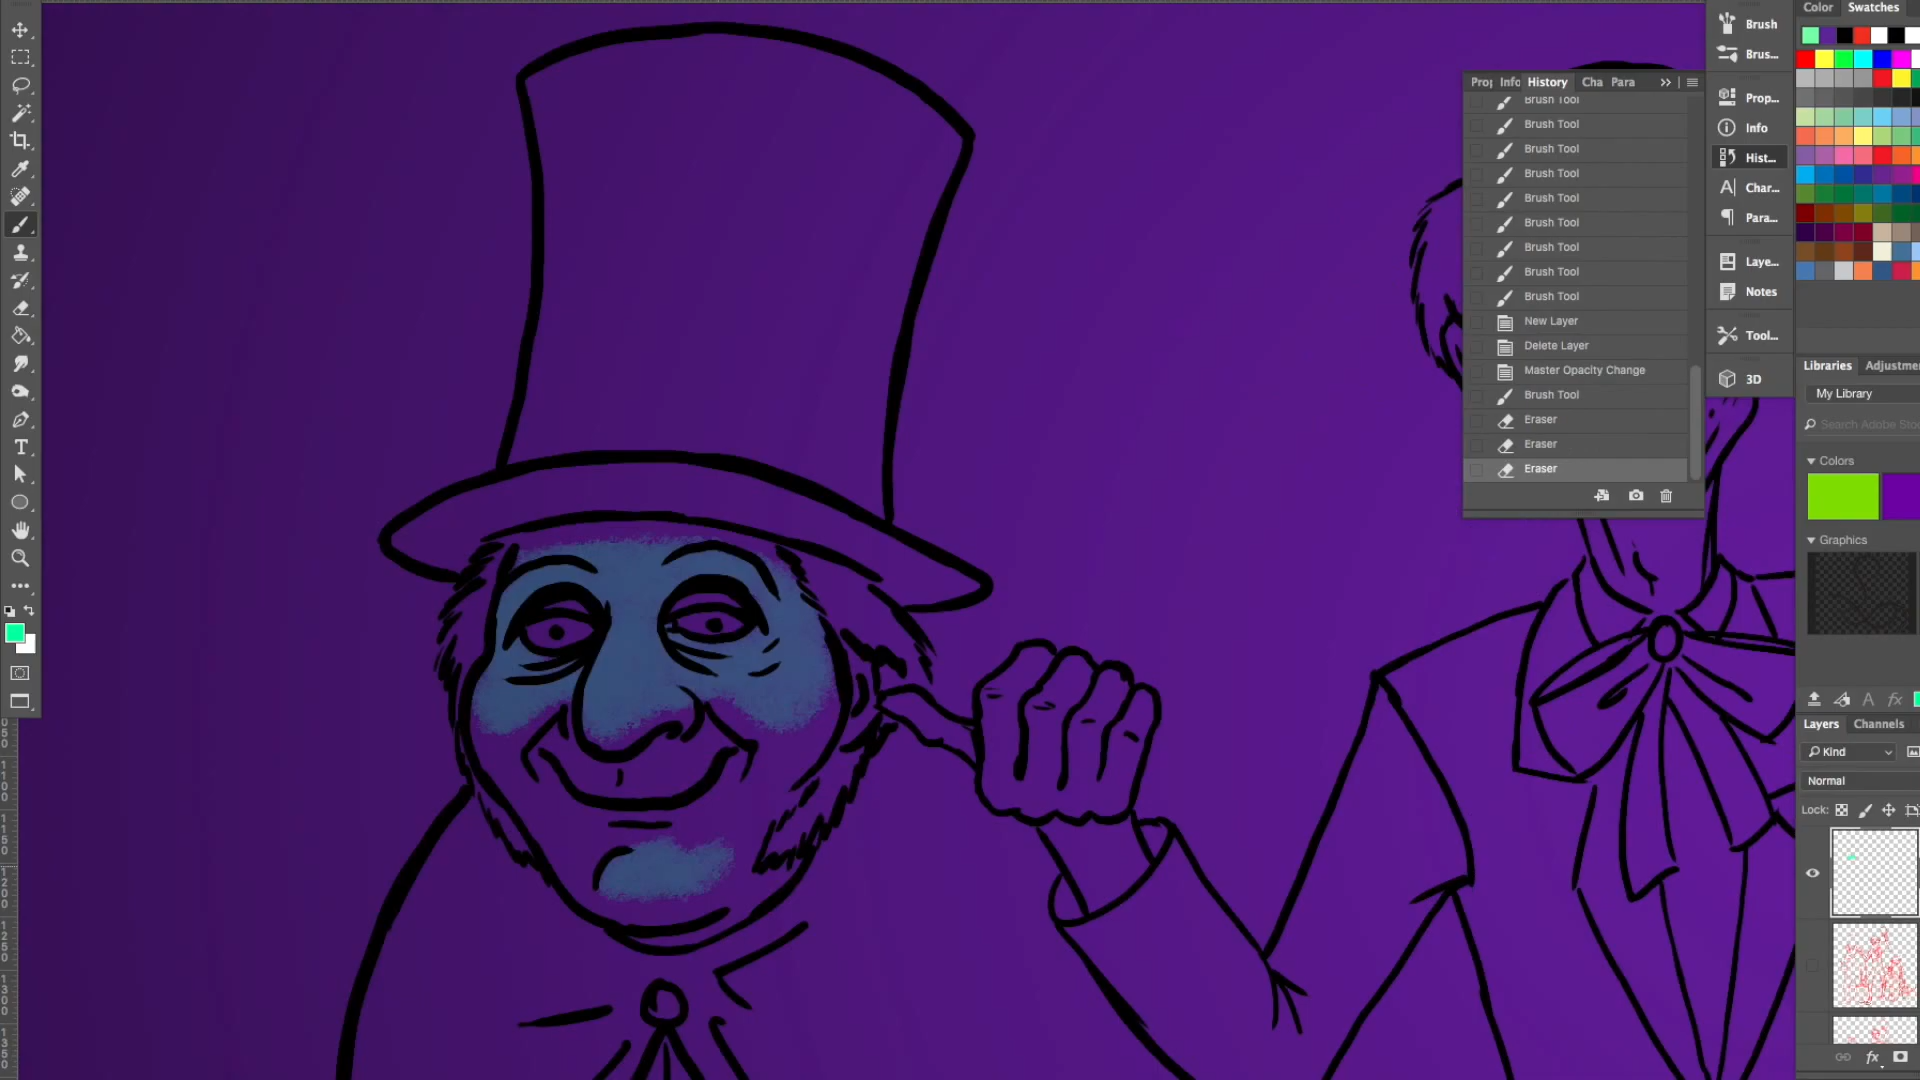 Color Swatches
Brush
Brus...
Prop...
Info
Hist...
Char...
Para...
Laye...
Notes
Tool...
3D
Info History Cha Para
Brush Tool
Brush Tool
Brush Tool
Brush Tool
Brush Tool
Brush Tool
Brush Tool
Brush Tool
Brush Tool
New Layer
Delete Layer
Master Opacity Change
Brush Tool
Eraser
Eraser
Eraser
Libraries Adjustme
My Library
Search Adobe Stoc
Colors
Graphics
Layers Channels
Kind
Normal
Lock: